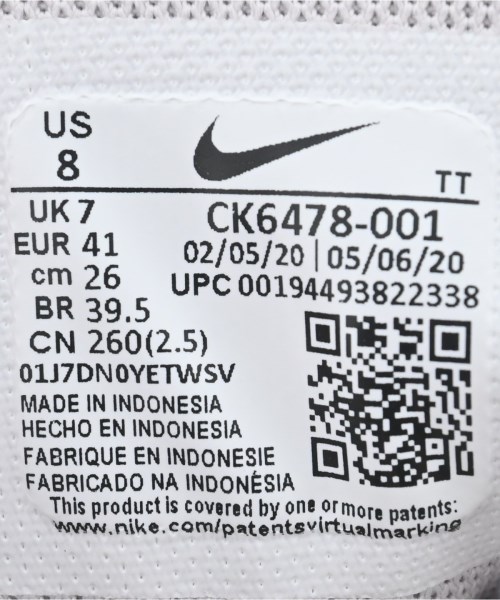 US
8
TT
UK 7
CK6478-001
EUR 41
02/05/20 | 05/06/20
cm 26
UPC 00194493822338
BR 39.5
CN 260(2.5)
01J7DN0YETWSV
MADE IN INDONESIA
HECHO EN INDONESIA
FABRIQUE EN INDONESIE
FABRICADO NA INDONÉSIA
This product is covered by one or more patents:
www.nike.com/patentsvirtualmarking